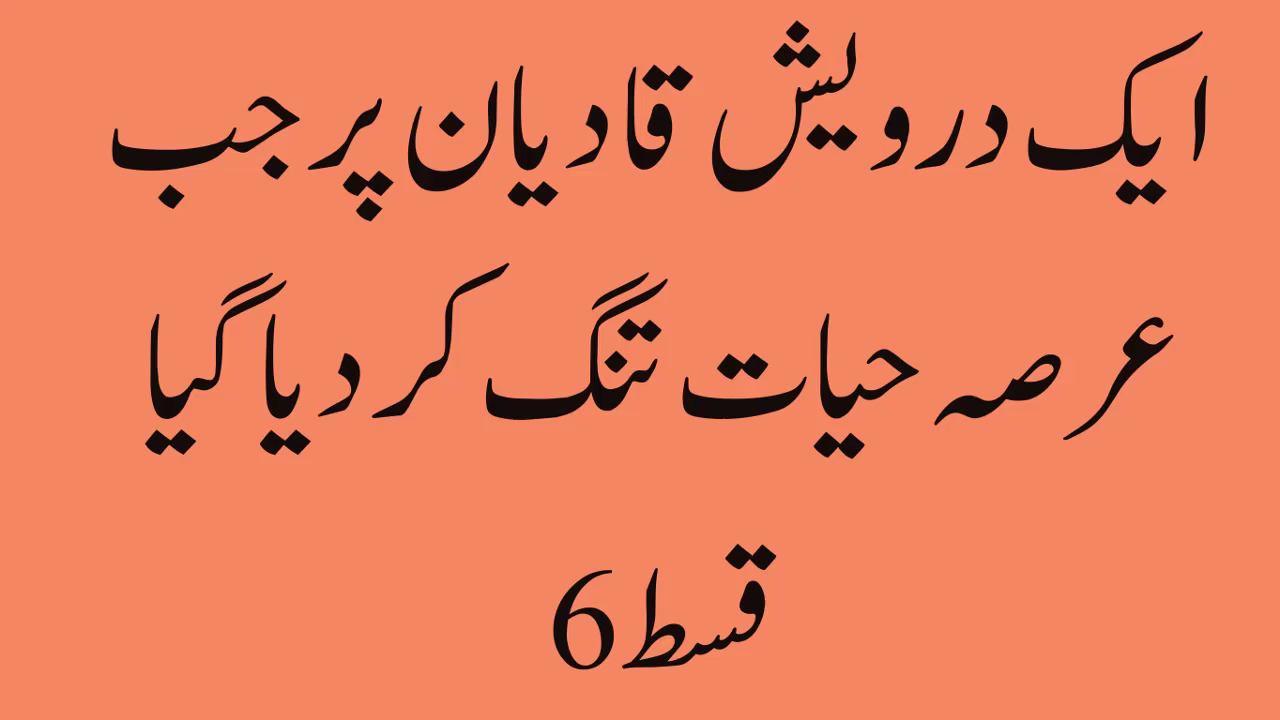 ایک درویش قادیان پر جب
عرصہ حیات تنگ کر دیا گیا
قسط 6